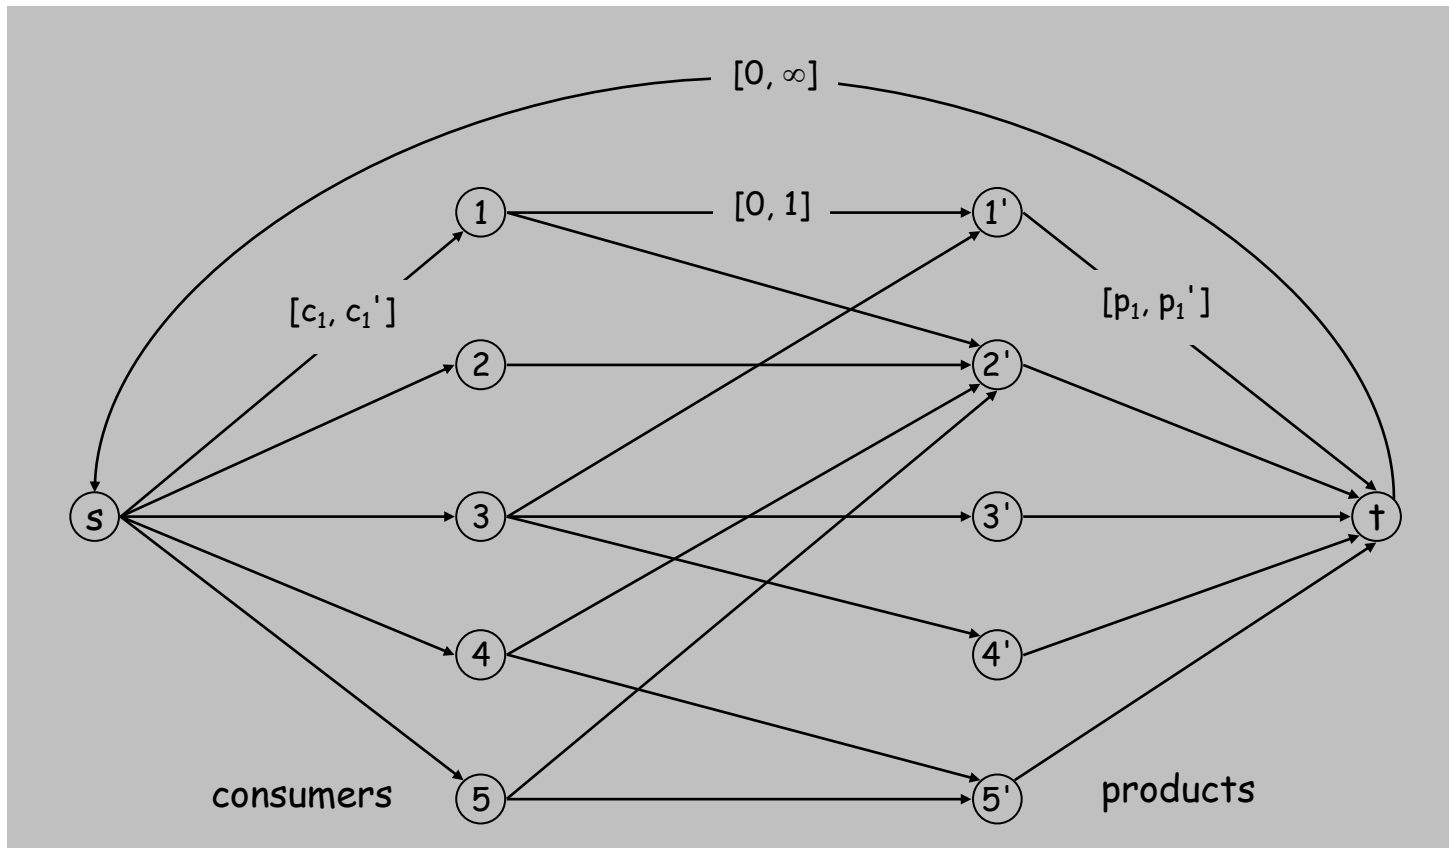 [0, ∞]
1
[0, 1]
1'
[c₁, c₁']
[p₁, p₁']
2
2'
s
3
3'
t
4
4'
consumers
5
5'
products